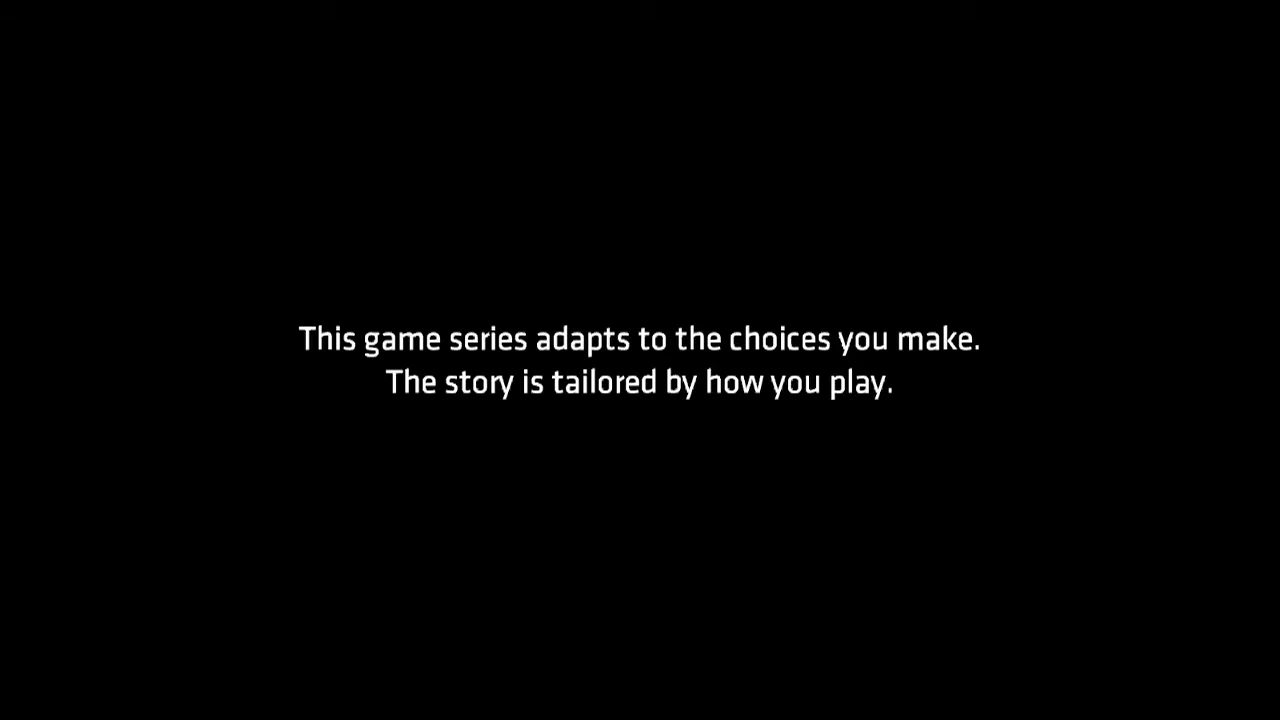 This game series adapts to the choices you make.
The story is tailored by how you play.